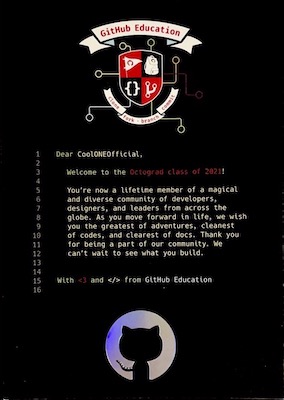 GitHub Education
clone · fork · branch · commit
{}
1 Dear CoolONEOfficial,
2
3 Welcome to the Octograd class of 2021!
4
5 You're now a lifetime member of a magical
6 and diverse community of developers,
7 designers, and leaders from across the
8 globe. As you move forward in life, we wish
9 you the greatest of adventures, cleanest
10 of codes, and clearest of docs. Thank you
11 for being a part of our community. We
12 can't wait to see what you build.
13
14
15 With <3 and </> from GitHub Education
16